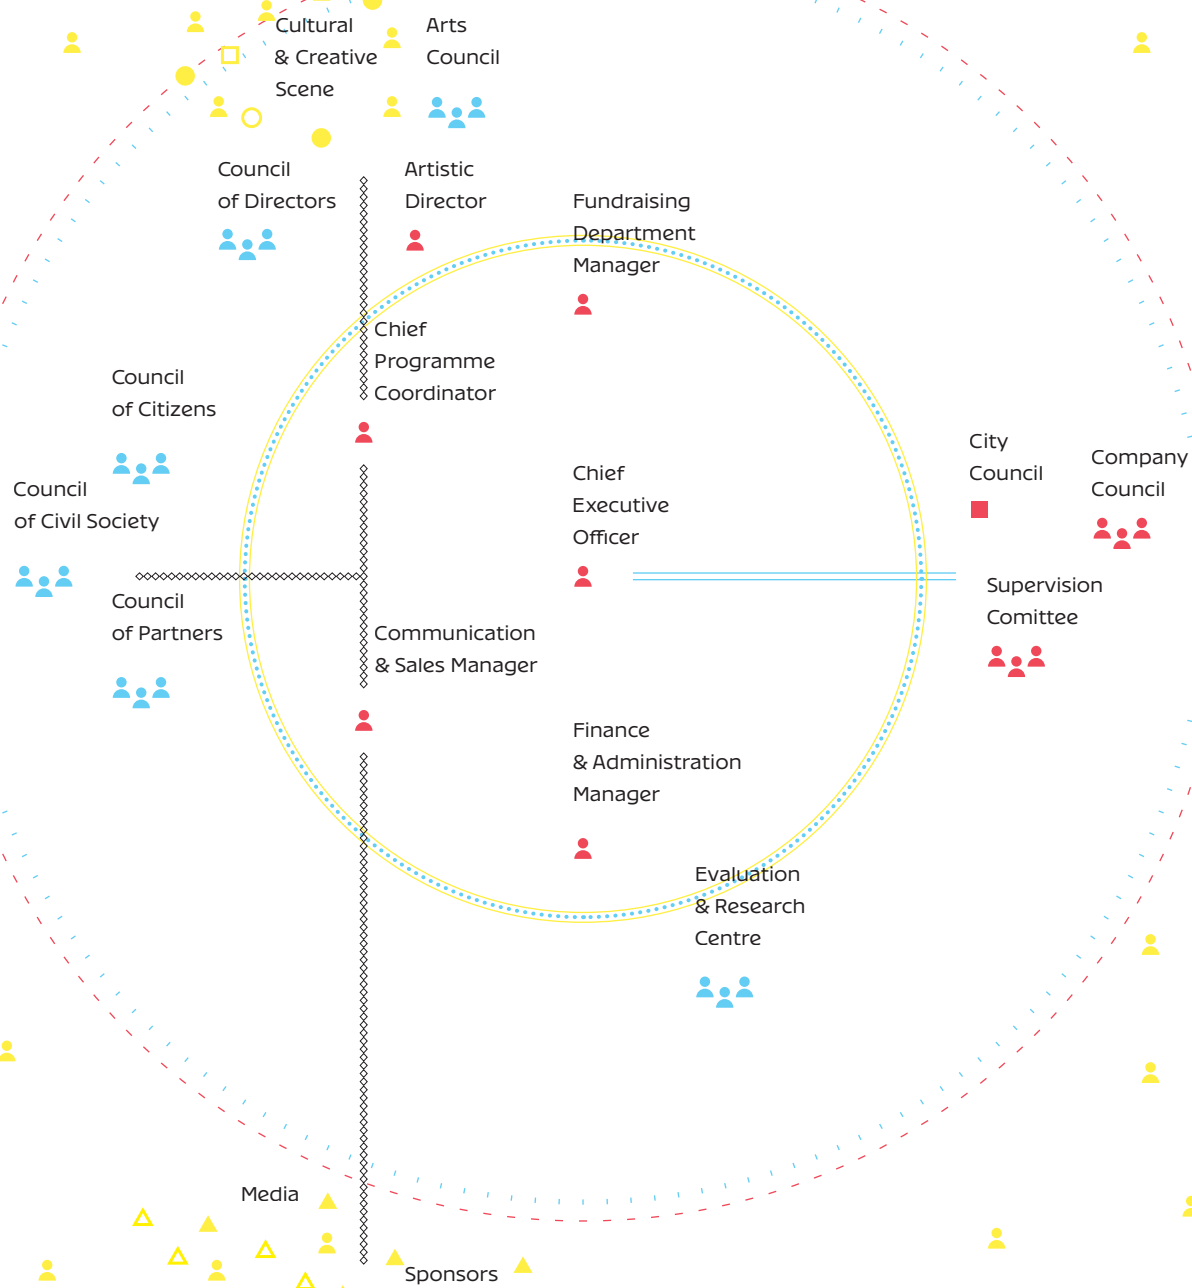 Cultural
& Creative
Scene
Arts
Council
Council
of Directors
Artistic
Director
Fundraising
Department
Manager
Chief
Programme
Coordinator
Council
of Citizens
Council
of Civil Society
Chief
Executive
Officer
City
Council
Company
Council
Council
of Partners
Communication
& Sales Manager
Supervision
Comittee
Finance
& Administration
Manager
Evaluation
& Research
Centre
Media
Sponsors